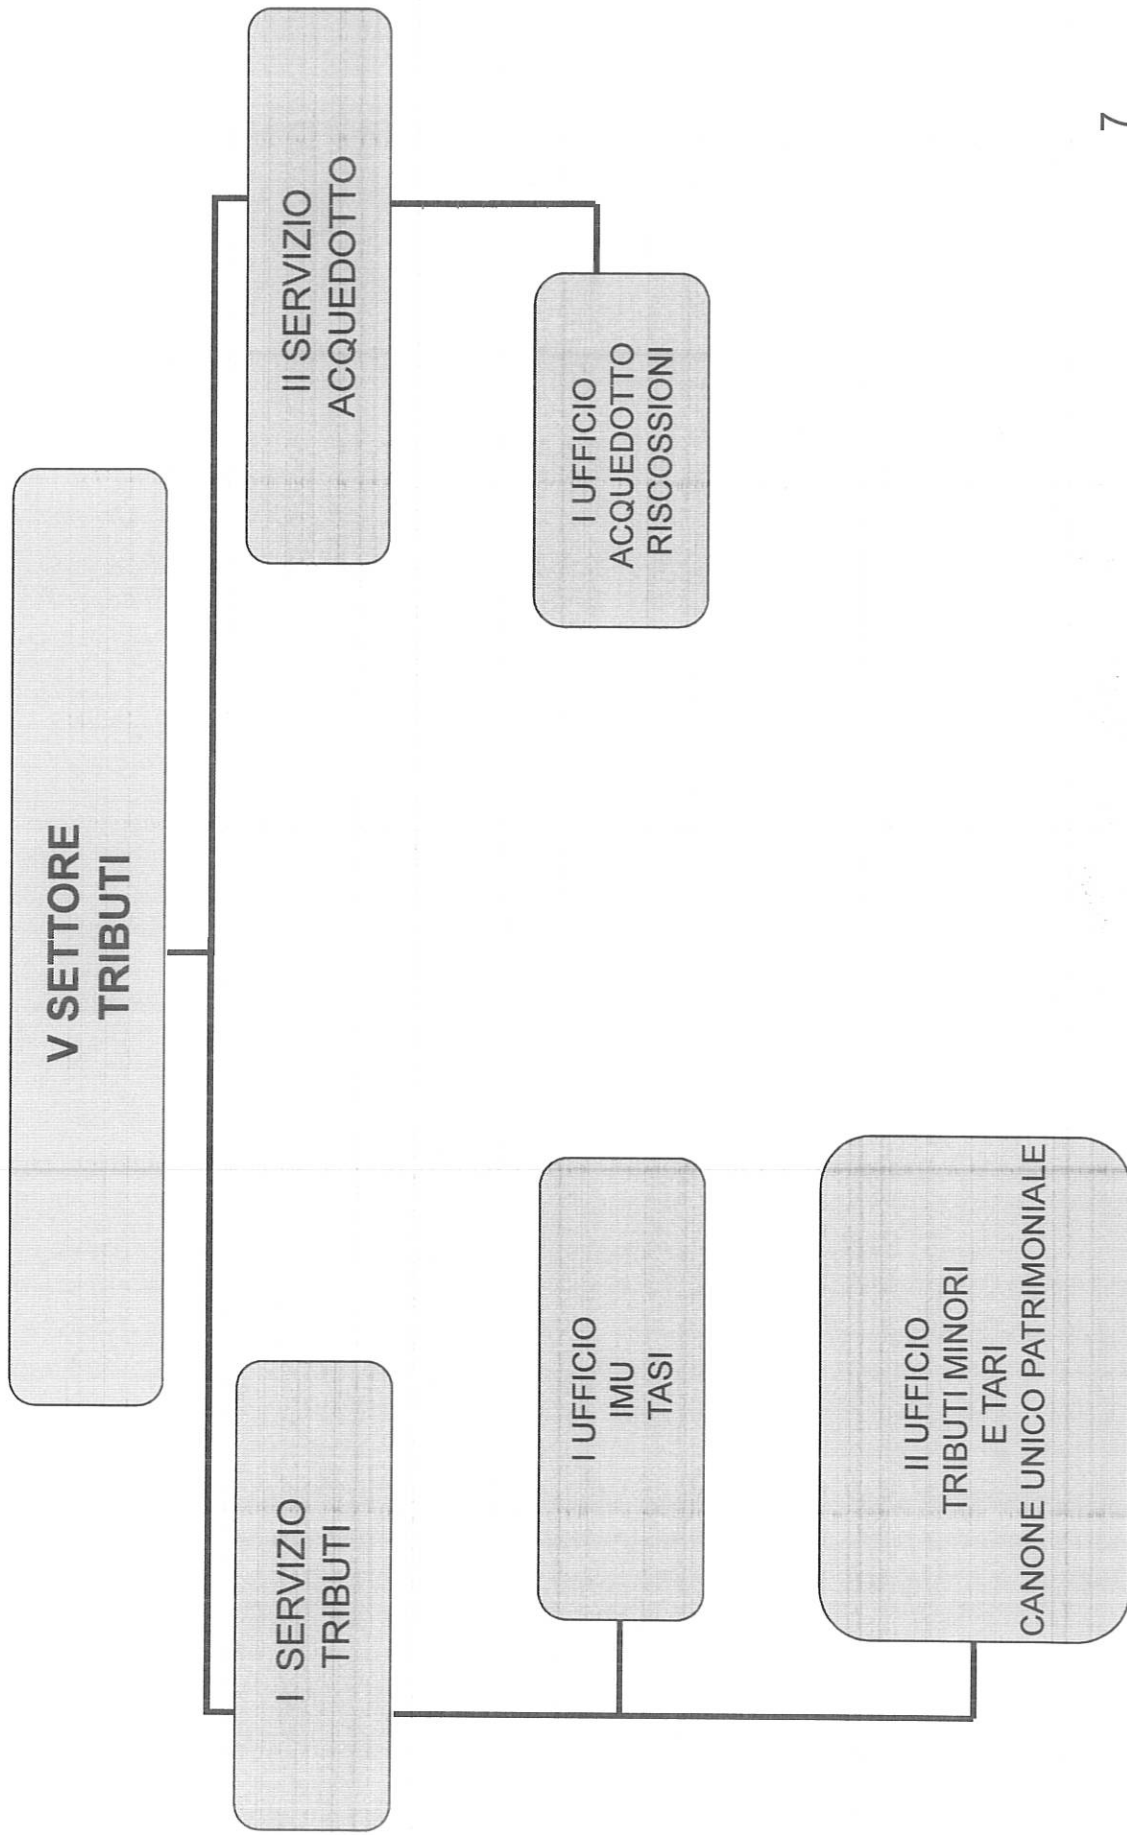 V SETTORE
TRIBUTI
I SERVIZIO
TRIBUTI
II SERVIZIO
ACQUEDOTTO
I UFFICIO
IMU
TASI
I UFFICIO
ACQUEDOTTO
RISCOSSIONI
II UFFICIO
TRIBUTI MINORI
E TARI
CANONE UNICO PATRIMONIALE
7